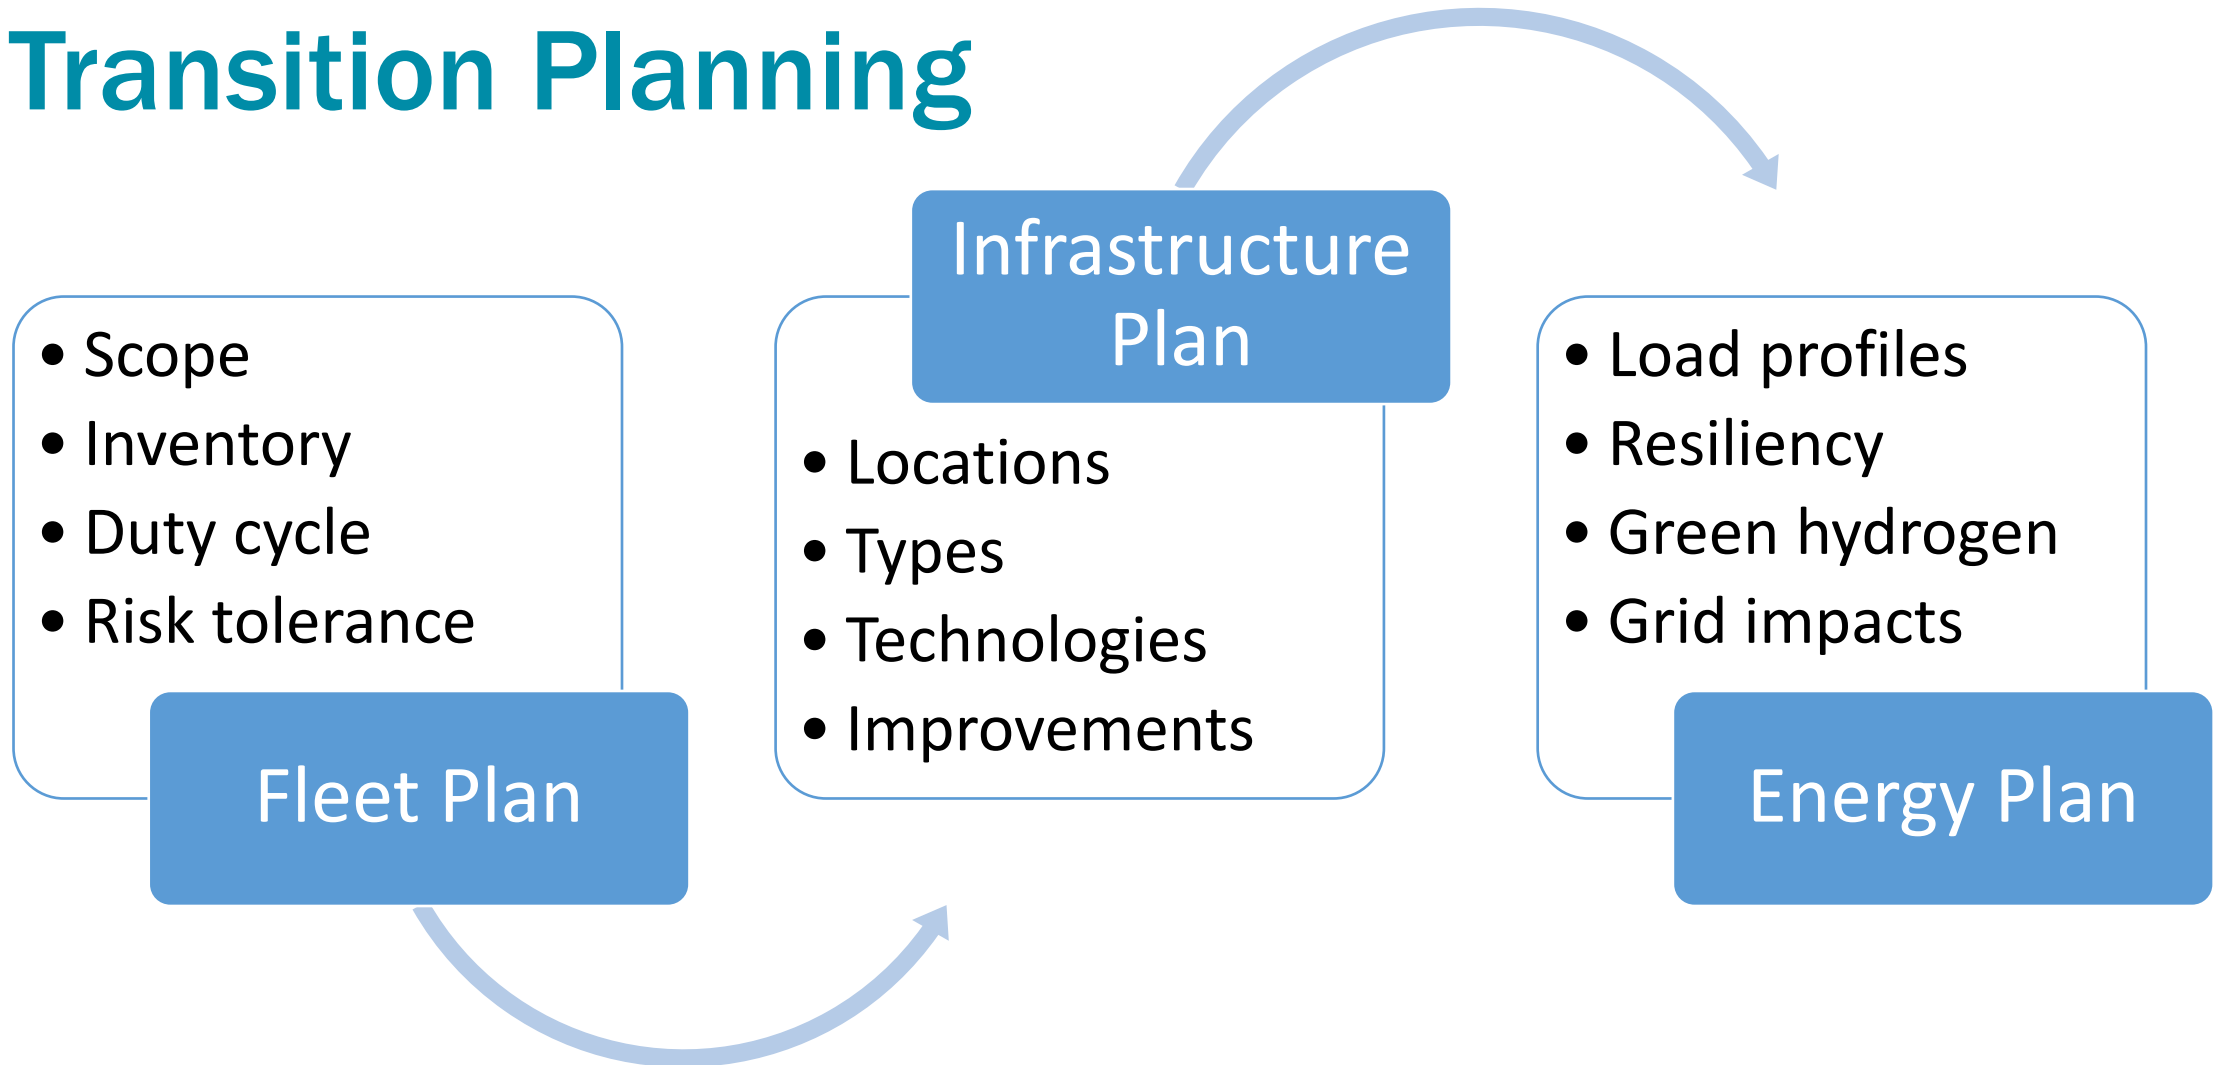 Transition Planning
• Scope
• Inventory
• Duty cycle
• Risk tolerance
Fleet Plan
Infrastructure
Plan
• Locations
• Types
• Technologies
• Improvements
• Load profiles
• Resiliency
• Green hydrogen
• Grid impacts
Energy Plan